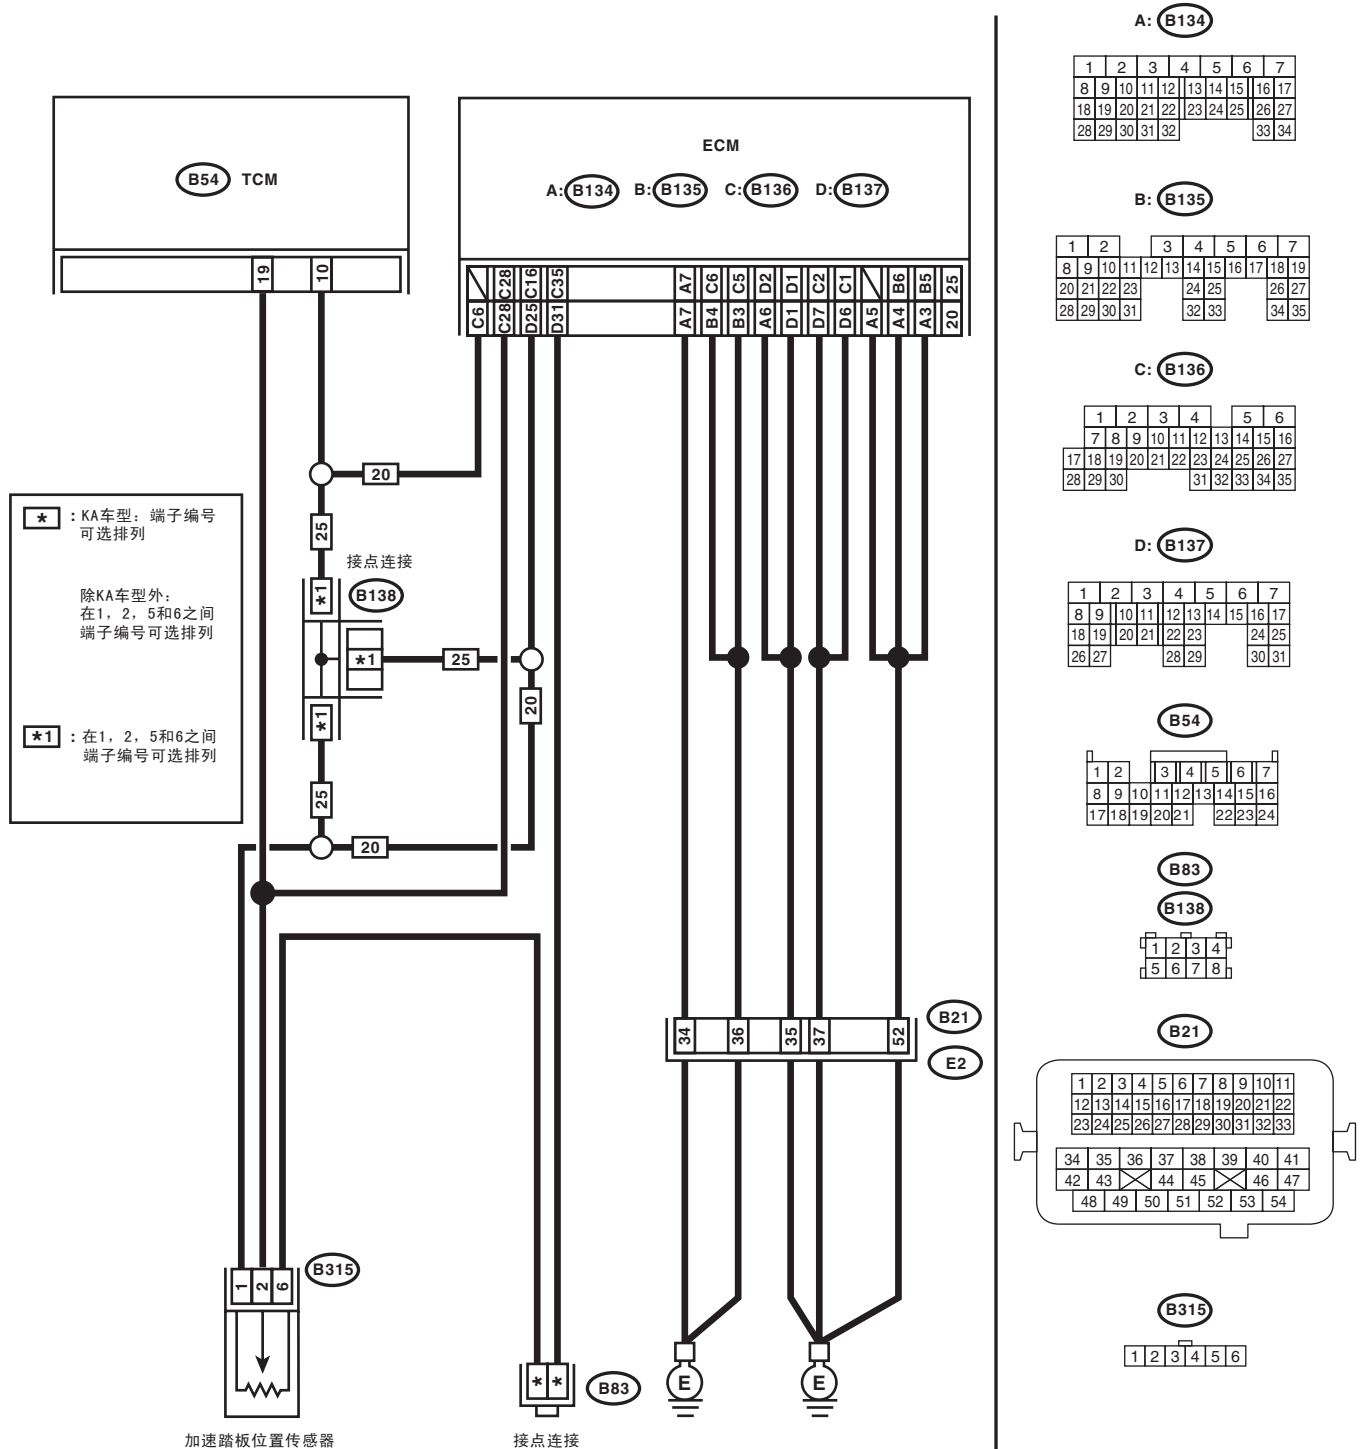 B54 TCM
19 10
ECM
A: B134 B: B135 C: B136 D: B137
C28 C16 C35 A7 C6 C5 D2 D1 C2 C1 B6 B5 25
C6 C28 D25 D31 A7 B4 B3 A6 D1 D7 D6 A5 A4 A3 20
20
25
*
: KA车型: 端子编号
可选排列
除KA车型外:
在1, 2, 5和6之间
端子编号可选排列
*1
: 在1, 2, 5和6之间
端子编号可选排列
接点连接
B138
*1
*1
25
20
*1
25
20
34 36 35 37 52
B21
E2
1 2 6
B315
加速踏板位置传感器
* *
B83
接点连接
E
E
A: B134
1 2 3 4 5 6 7
8 9 10 11 12 13 14 15 16 17
18 19 20 21 22 23 24 25 26 27
28 29 30 31 32 33 34
B: B135
1 2 3 4 5 6 7
8 9 10 11 12 13 14 15 16 17 18 19
20 21 22 23 24 25 26 27
28 29 30 31 32 33 34 35
C: B136
1 2 3 4 5 6
7 8 9 10 11 12 13 14 15 16
17 18 19 20 21 22 23 24 25 26 27
28 29 30 31 32 33 34 35
D: B137
1 2 3 4 5 6 7
8 9 10 11 12 13 14 15 16 17
18 19 20 21 22 23 24 25
26 27 28 29 30 31
B54
1 2 3 4 5 6 7
8 9 10 11 12 13 14 15 16
17 18 19 20 21 22 23 24
B83
B138
1 2 3 4
5 6 7 8
B21
1 2 3 4 5 6 7 8 9 10 11
12 13 14 15 16 17 18 19 20 21 22
23 24 25 26 27 28 29 30 31 32 33
34 35 36 37 38 39 40 41
42 43 44 45 46 47
48 49 50 51 52 53 54
B315
1 2 3 4 5 6